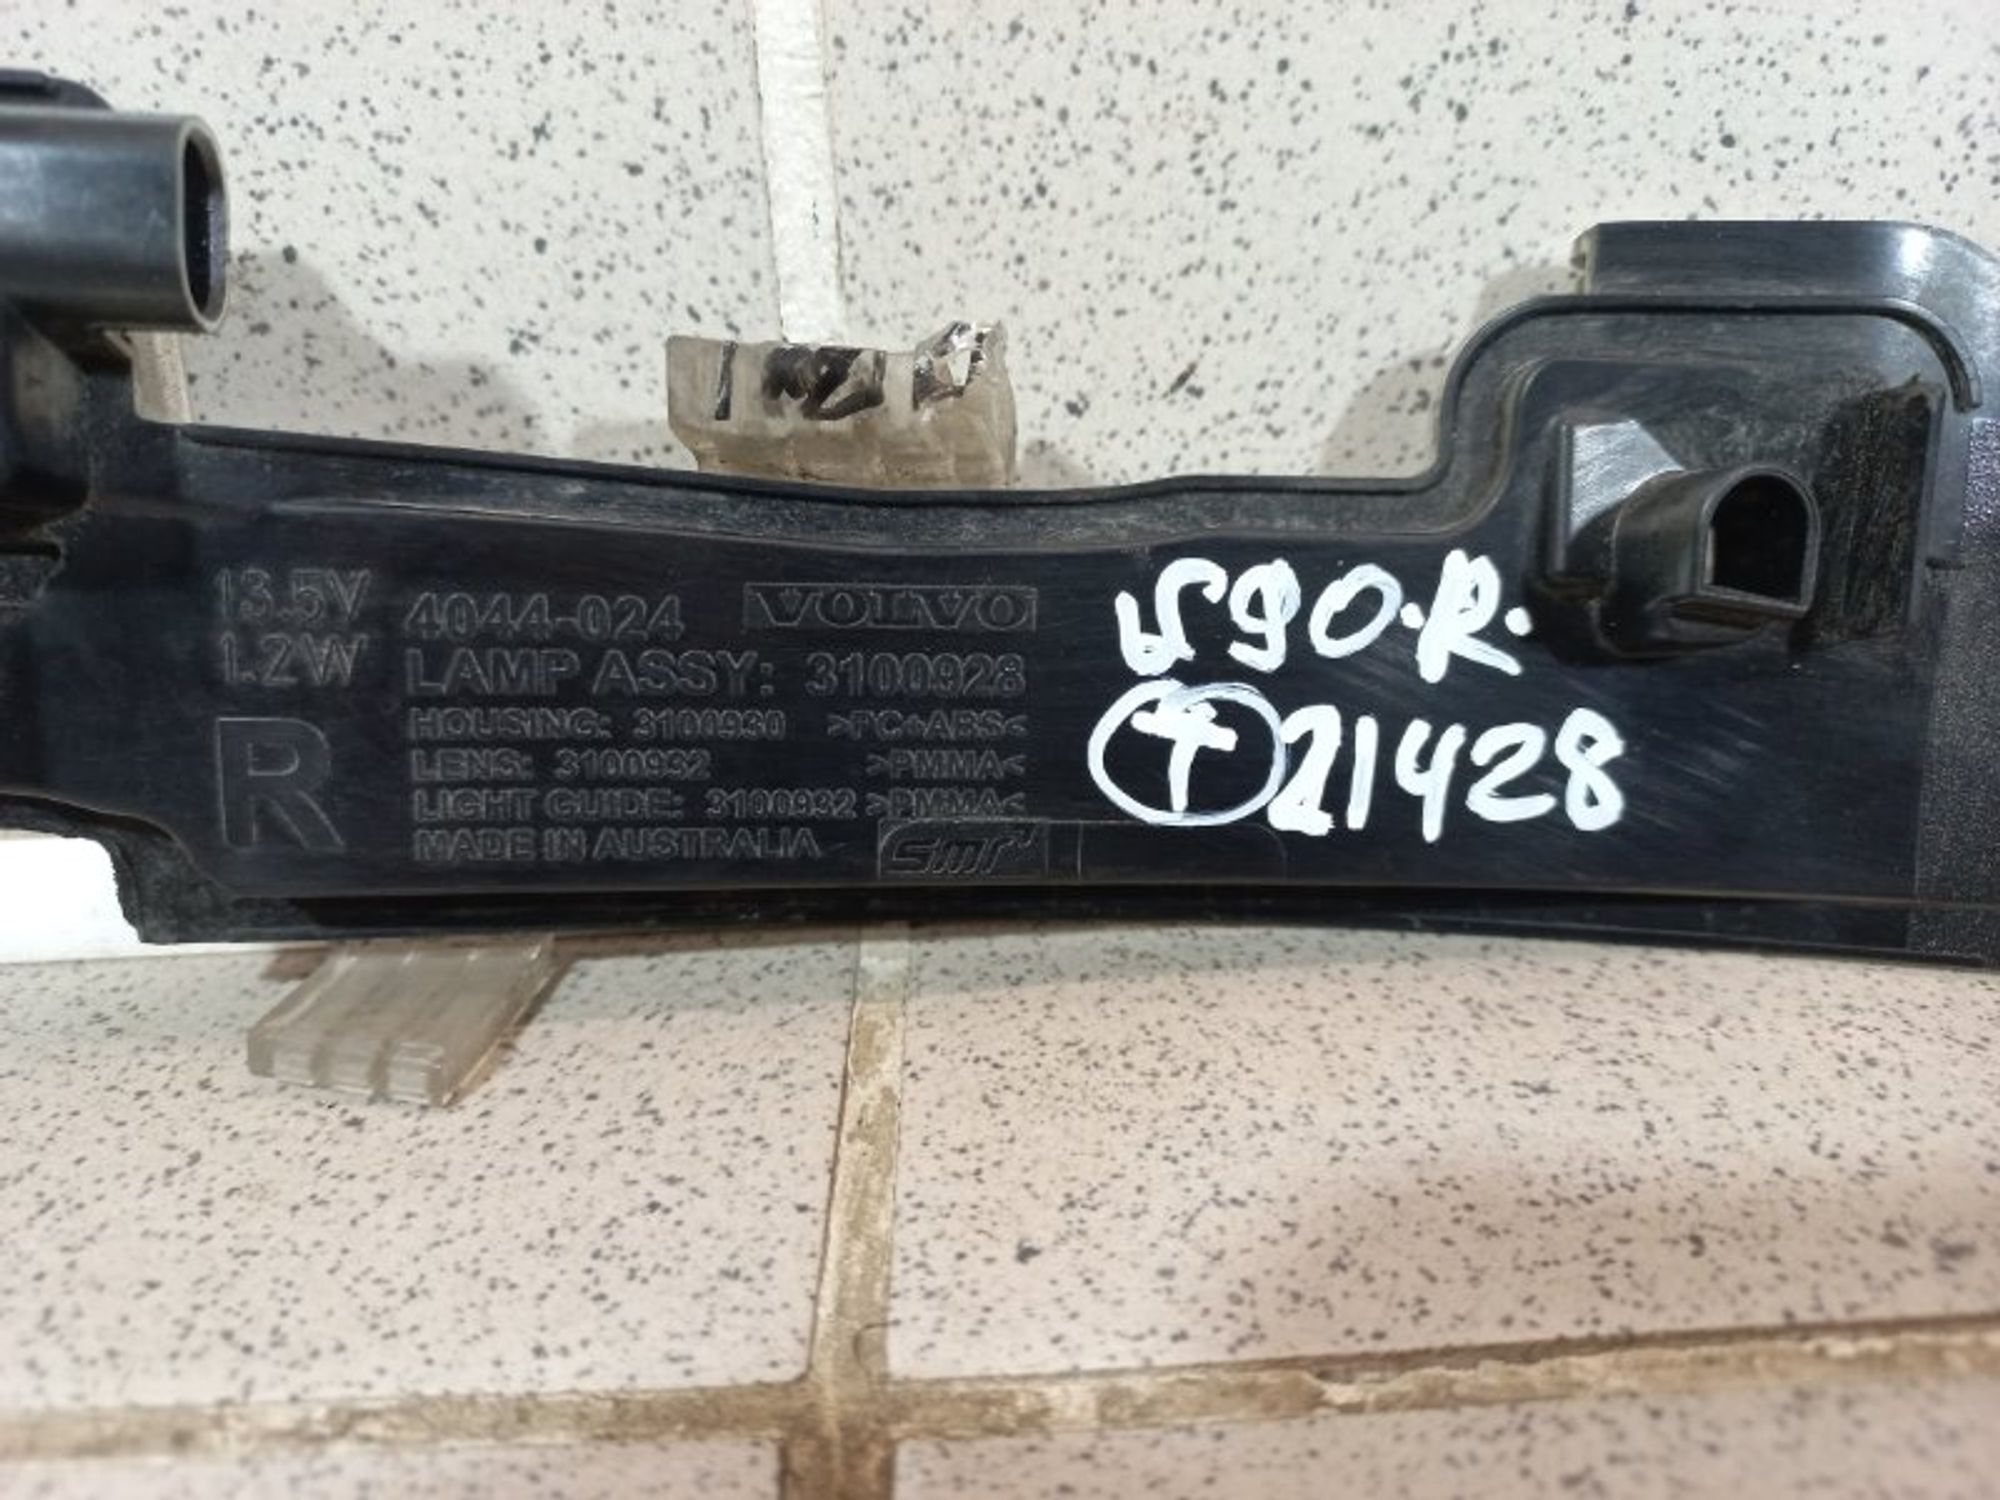 13.5V
1.2W
R
4044-024
VOLVO
LAMP ASSY: 3100928
HOUSING: 3100930 >PC+ABS<
LENS: 3100932
>PMMA<
LIGHT GUIDE: 3100932 >PMMA<
MADE IN AUSTRALIA
SMR
S90.R.
T 21428